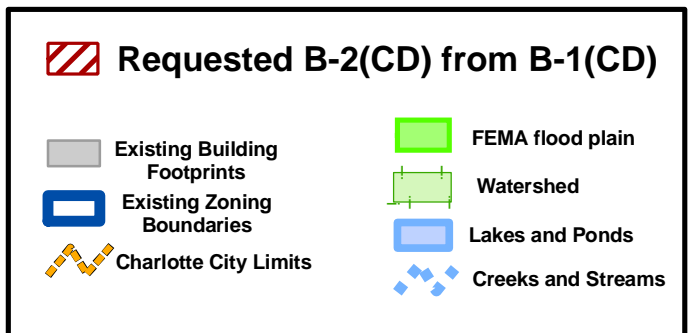 Requested B-2(CD) from B-1(CD)
Existing Building
Footprints
Existing Zoning
Boundaries
Charlotte City Limits
FEMA flood plain
Watershed
Lakes and Ponds
Creeks and Streams